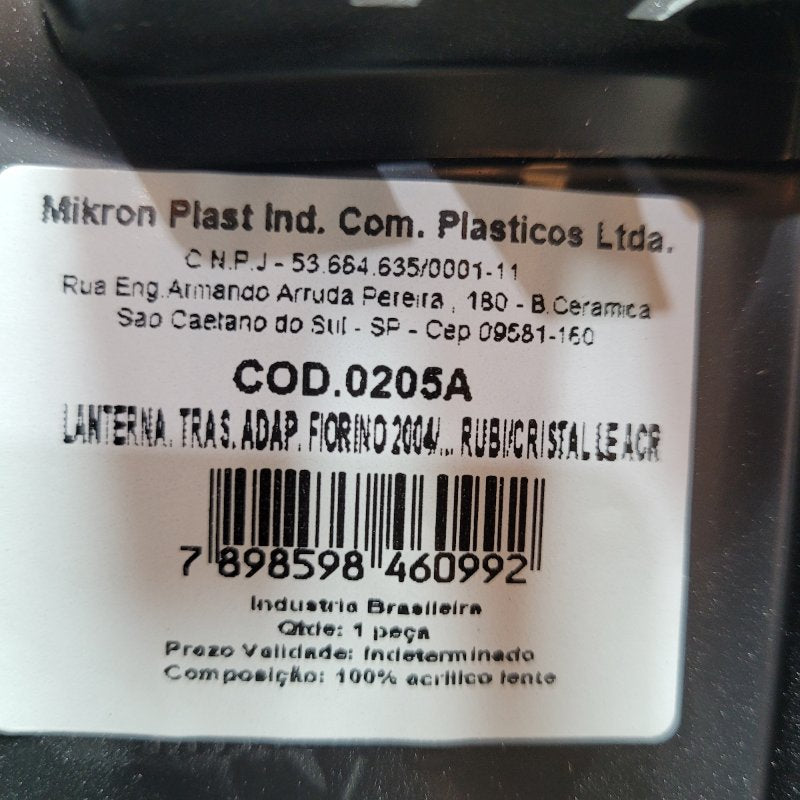 Mikron Plast Ind. Com. Plasticos Ltda.
C.N.P.J - 53.664.635/0001-11
Rua Eng.Armando Arruda Pereira , 180 - B.Ceramica
Sao Caetano do Sul - SP - Cep 09581-160
COD.0205A
LANTERNA. TRAS. ADAP. FIORINO 2004/... RUBI/CRISTAL LE ACR
7 898598 460992
Industria Brasileira
Qtde: 1 peça
Prazo Validade: Indeterminado
Composição: 100% acrilico lente